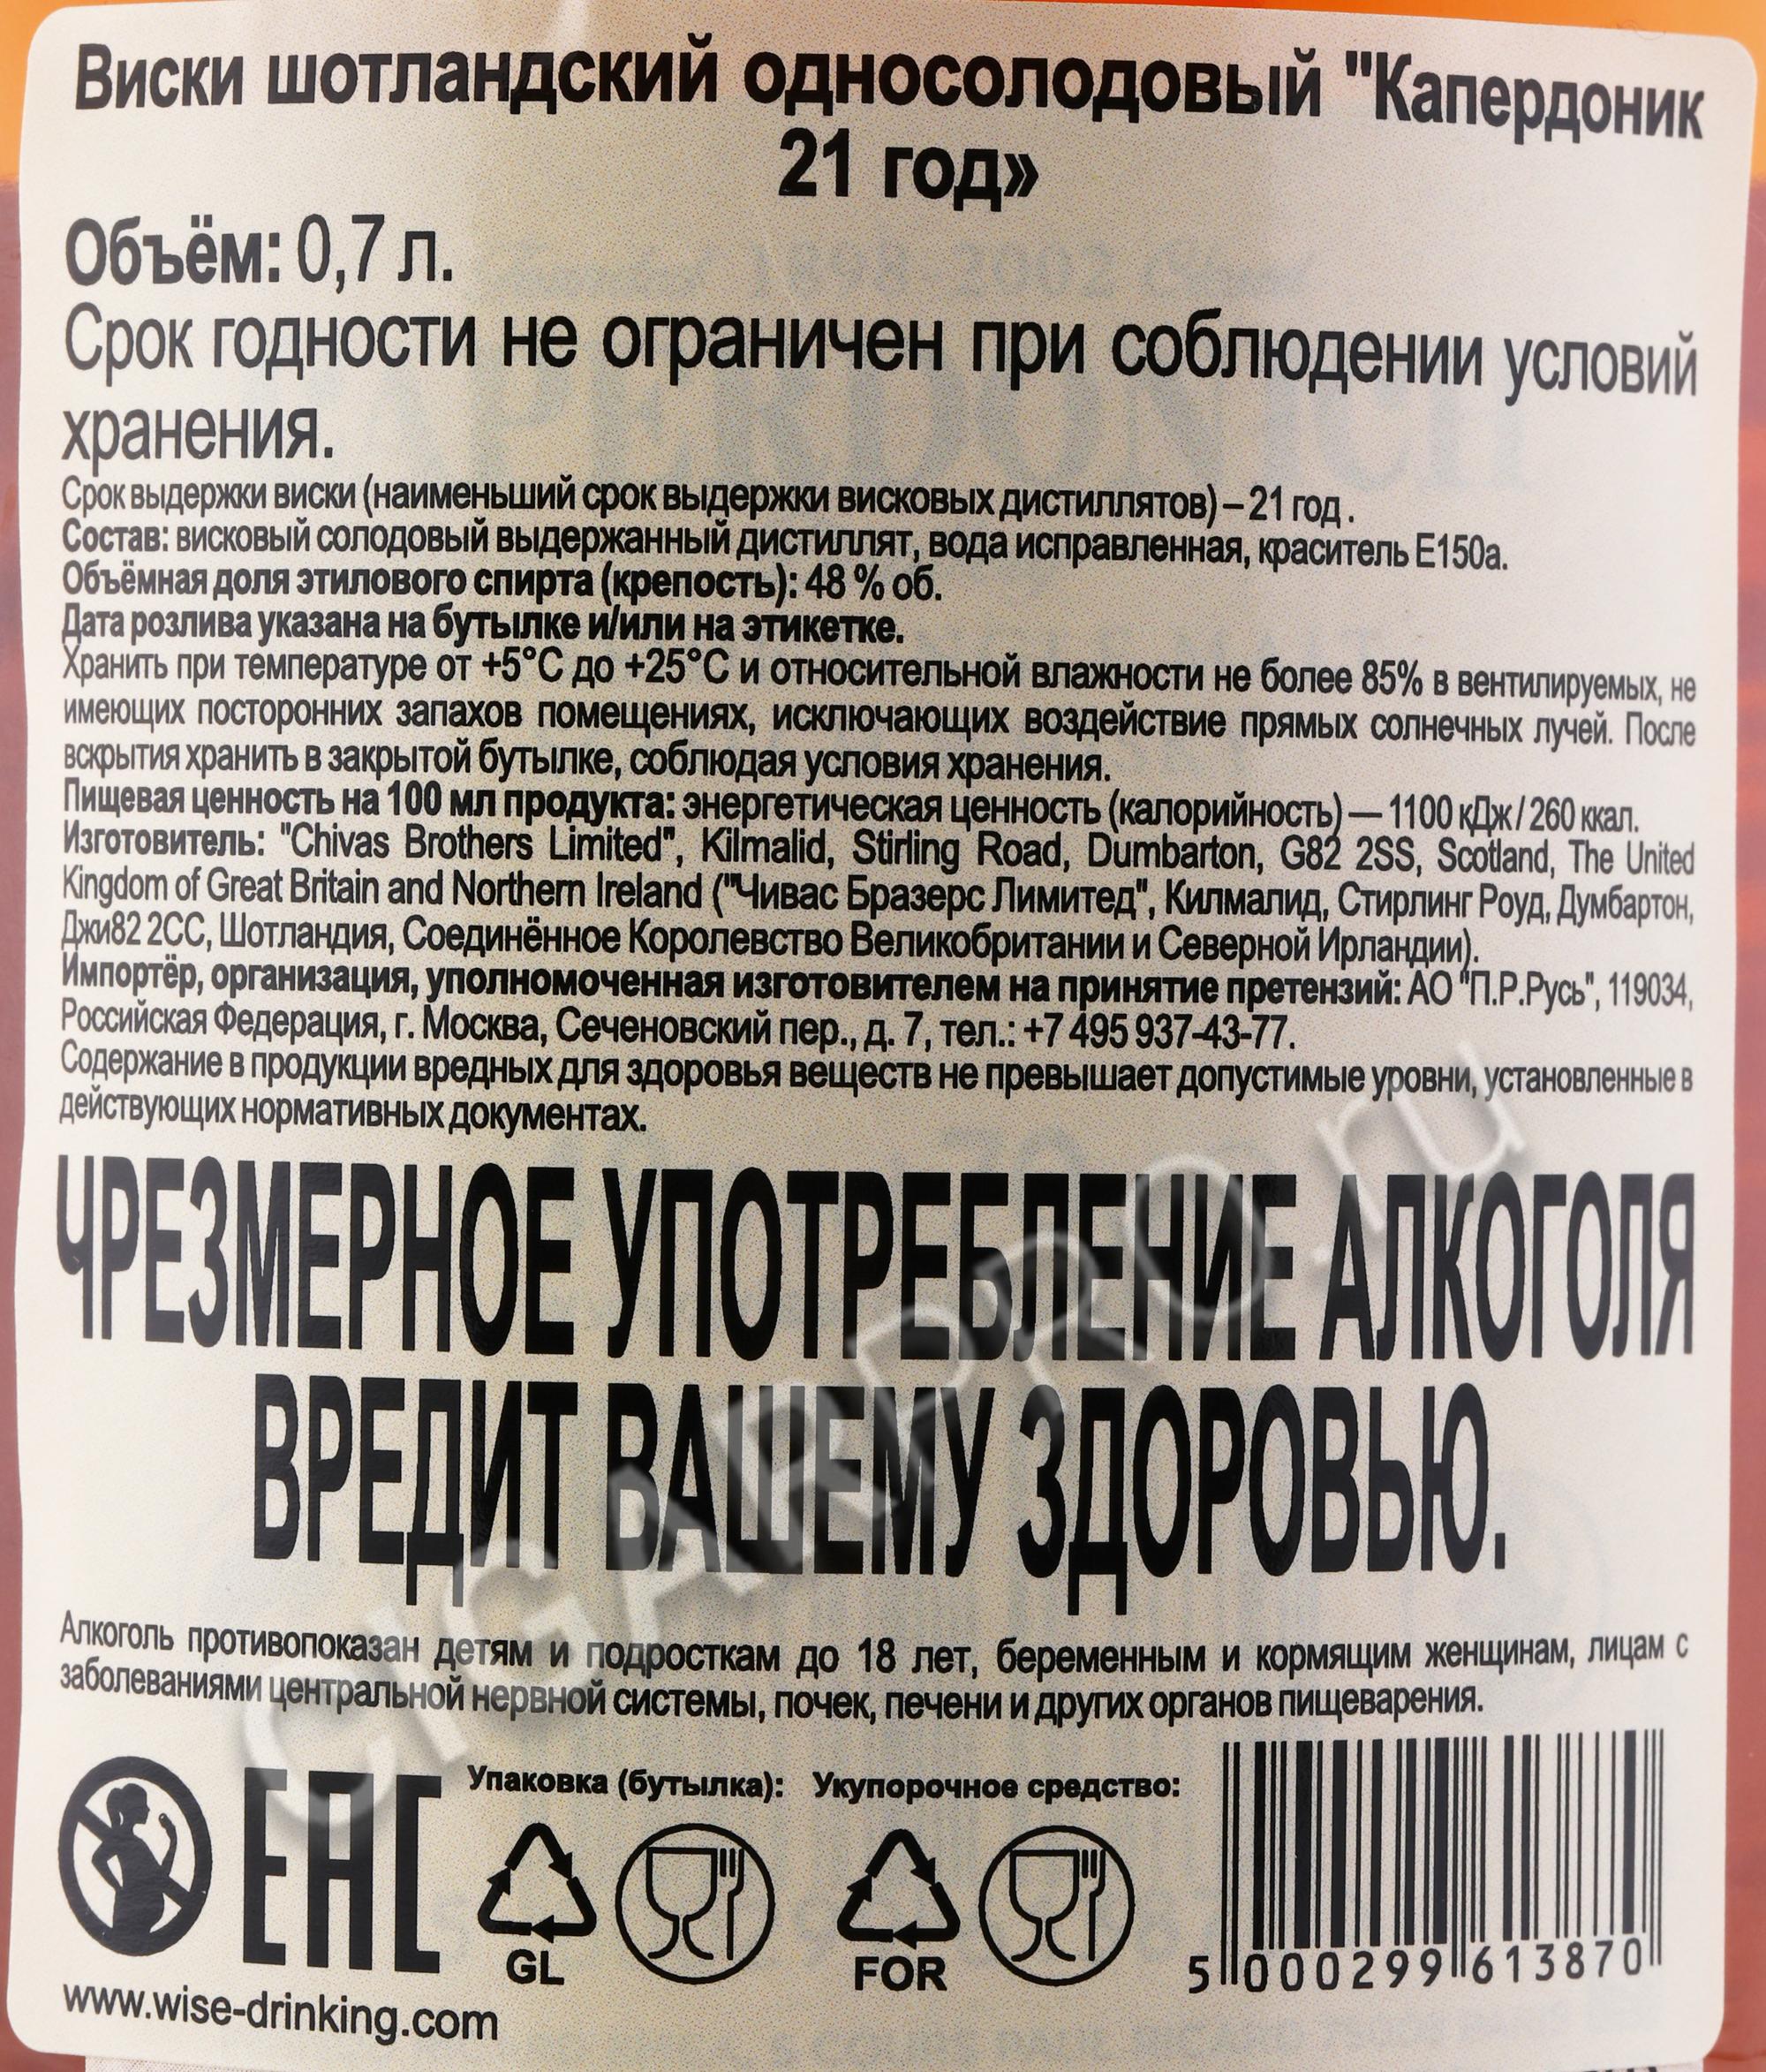 Виски шотландский односолодовый "Капердоник
21 год»
Объём: 0,7 л.
Срок годности не ограничен при соблюдении условий
хранения.
Срок выдержки виски (наименьший срок выдержки висковых дистиллятов) – 21 год .
Состав: висковый солодовый выдержанный дистиллят, вода исправленная, краситель Е150а.
Объёмная доля этилового спирта (крепость): 48 % об.
Дата розлива указана на бутылке и/или на этикетке.
Хранить при температуре от +5°С до +25°С и относительной влажности не более 85% в вентилируемых, не
имеющих посторонних запахов помещениях, исключающих воздействие прямых солнечных лучей. После
вскрытия хранить в закрытой бутылке, соблюдая условия хранения.
Пищевая ценность на 100 мл продукта: энергетическая ценность (калорийность) — 1100 кДж / 260 ккал.
Изготовитель: "Chivas Brothers Limited", Kilmalid, Stirling Road, Dumbarton, G82 2SS, Scotland, The United
Kingdom of Great Britain and Northern Ireland ("Чивас Бразерс Лимитед", Килмалид, Стирлинг Роуд, Думбартон,
Джи82 2СС, Шотландия, Соединённое Королевство Великобритании и Северной Ирландии).
Импортёр, организация, уполномоченная изготовителем на принятие претензий: АО "П.Р.Русь", 119034,
Российская Федерация, г. Москва, Сеченовский пер., д. 7, тел.: +7 495 937-43-77.
Содержание в продукции вредных для здоровья веществ не превышает допустимые уровни, установленные в
действующих нормативных документах.
ЧРЕЗМЕРНОЕ УПОТРЕБЛЕНИЕ АЛКОГОЛЯ
ВРЕДИТ ВАШЕМУ ЗДОРОВЬЮ.
Алкоголь противопоказан детям и подросткам до 18 лет, беременным и кормящим женщинам, лицам с
заболеваниями центральной нервной системы, почек, печени и других органов пищеварения.
EAC
Упаковка (бутылка): Укупорочное средство:
GL
FOR
5 000299 613870
www.wise-drinking.com
CIGARPRO.ru